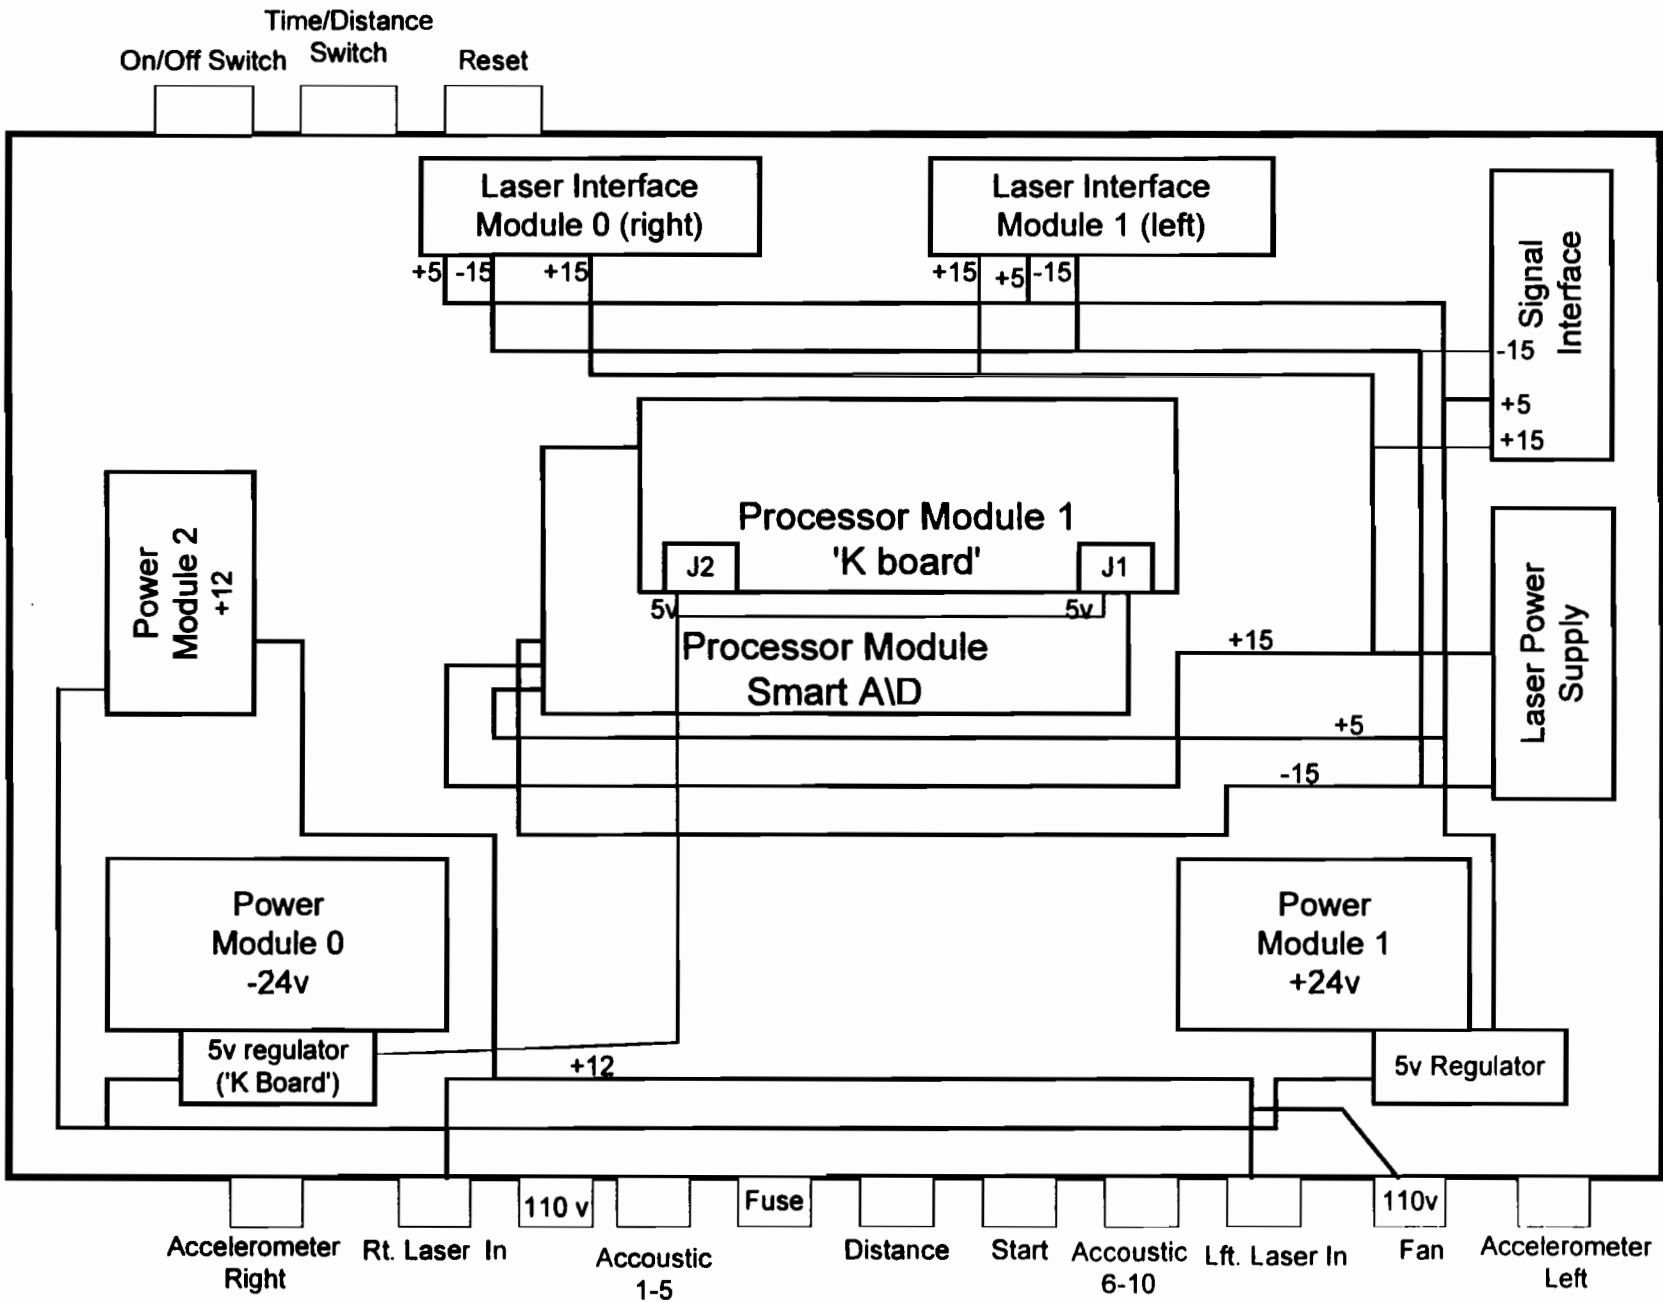 Time/Distance
Switch
On/Off Switch
Reset
Laser Interface
Module 0 (right)
Laser Interface
Module 1 (left)
+5
-15
+15
+15
+5
-15
Signal
Interface
-15
+5
+15
Processor Module 1
'K board'
J2
J1
5v
5v
Processor Module
Smart A\D
Power
Module 2
+12
+15
+5
-15
Laser Power
Supply
Power
Module 0
-24v
Power
Module 1
+24v
5v regulator
('K Board')
+12
5v Regulator
110 v
Fuse
110v
Accelerometer
Right
Rt. Laser In
Accoustic
1-5
Distance
Start
Accoustic
6-10
Lft. Laser In
Fan
Accelerometer
Left